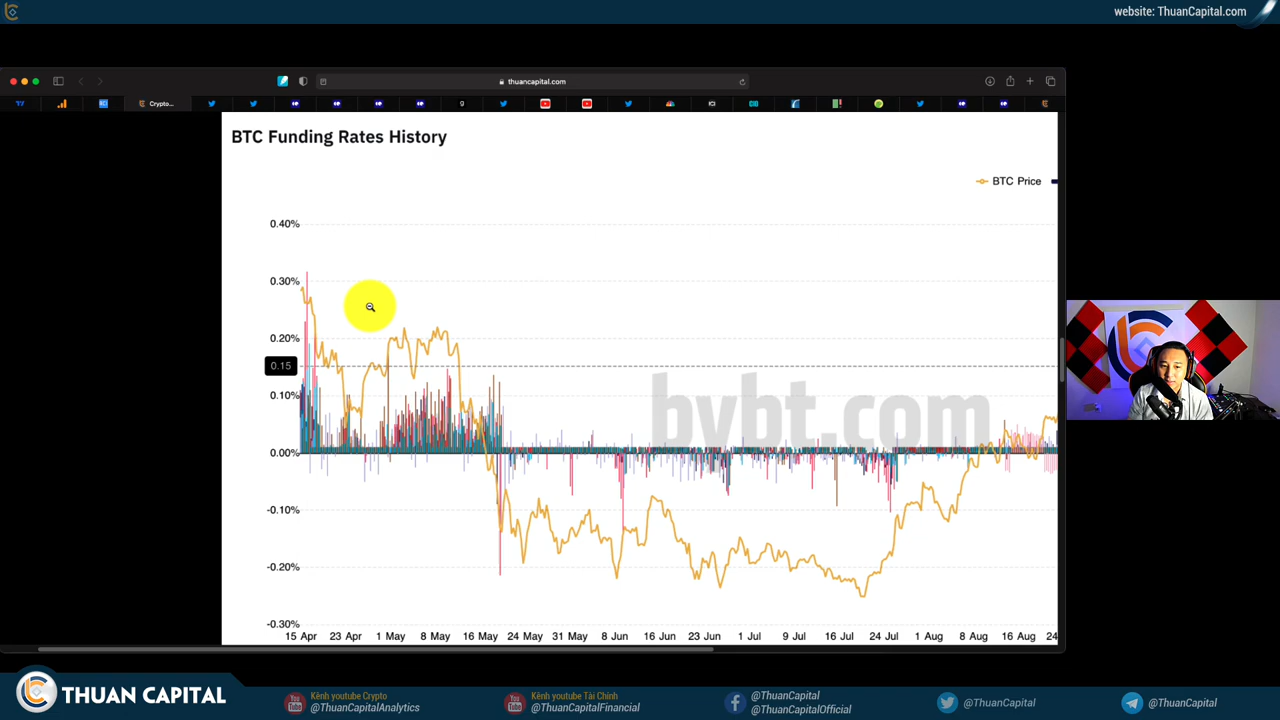 website: ThuanCapital.com
thuancapital.com
Crypto...
BTC Funding Rates History
BTC Price
0.40%
0.30%
0.20%
0.15
0.10%
0.00%
-0.10%
-0.20%
-0.30%
bybt.com
15 Apr 23 Apr 1 May 8 May 16 May 24 May 31 May 8 Jun 16 Jun 23 Jun 1 Jul 9 Jul 16 Jul 24 Jul 1 Aug 8 Aug 16 Aug 24
THUAN CAPITAL
Kênh youtube Crypto
@ThuanCapitalAnalytics
Kênh youtube Tài Chính
@ThuanCapitalFinancial
@ThuanCapital
@ThuanCapitalOfficial
@ThuanCapital
@ThuanCapital